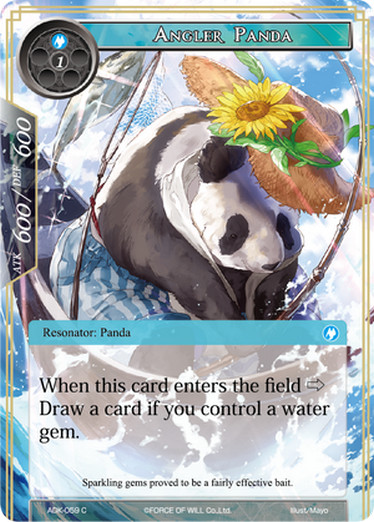 Angler Panda
1
ATK 600 / DEF 600
Resonator: Panda
When this card enters the field ⇨
Draw a card if you control a water
gem.
Sparkling gems proved to be a fairly effective bait.
ADK-059 C ©FORCE OF WILL Co.,Ltd. Illust/Mayo